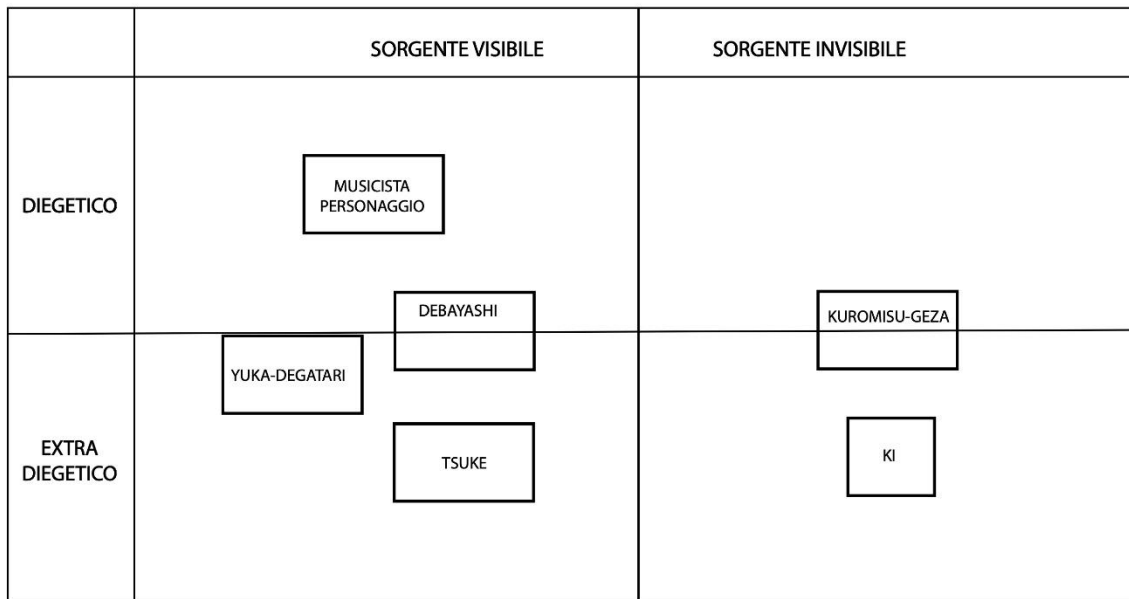 SORGENTE VISIBILE
SORGENTE INVISIBILE
DIEGETICO
MUSICISTA
PERSONAGGIO
DEBAYASHI
KUROMISU-GEZA
YUKA-DEGATARI
EXTRA
DIEGETICO
TSUKE
KI